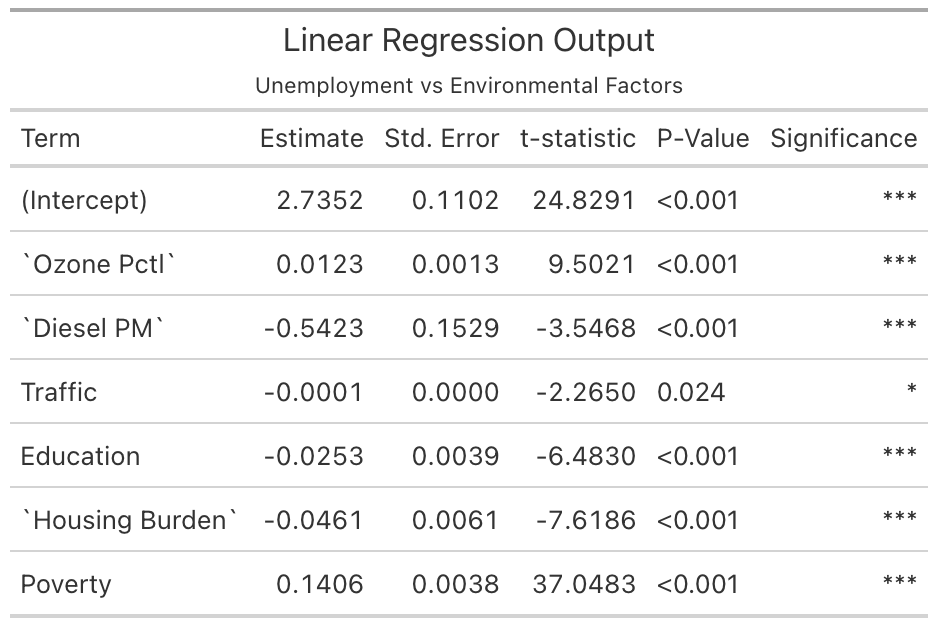 Linear Regression Output
Unemployment vs Environmental Factors
Term Estimate Std. Error t-statistic P-Value Significance
(Intercept) 2.7352 0.1102 24.8291 <0.001 ***
`Ozone Pctl` 0.0123 0.0013 9.5021 <0.001 ***
`Diesel PM` -0.5423 0.1529 -3.5468 <0.001 ***
Traffic -0.0001 0.0000 -2.2650 0.024 *
Education -0.0253 0.0039 -6.4830 <0.001 ***
`Housing Burden` -0.0461 0.0061 -7.6186 <0.001 ***
Poverty 0.1406 0.0038 37.0483 <0.001 ***